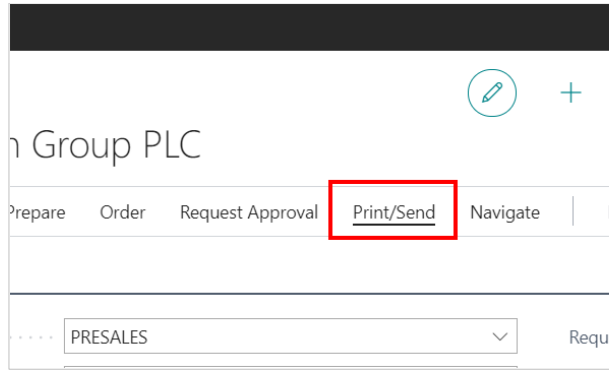 n Group PLC
Prepare Order Request Approval Print/Send Navigate
PRESALES Requ